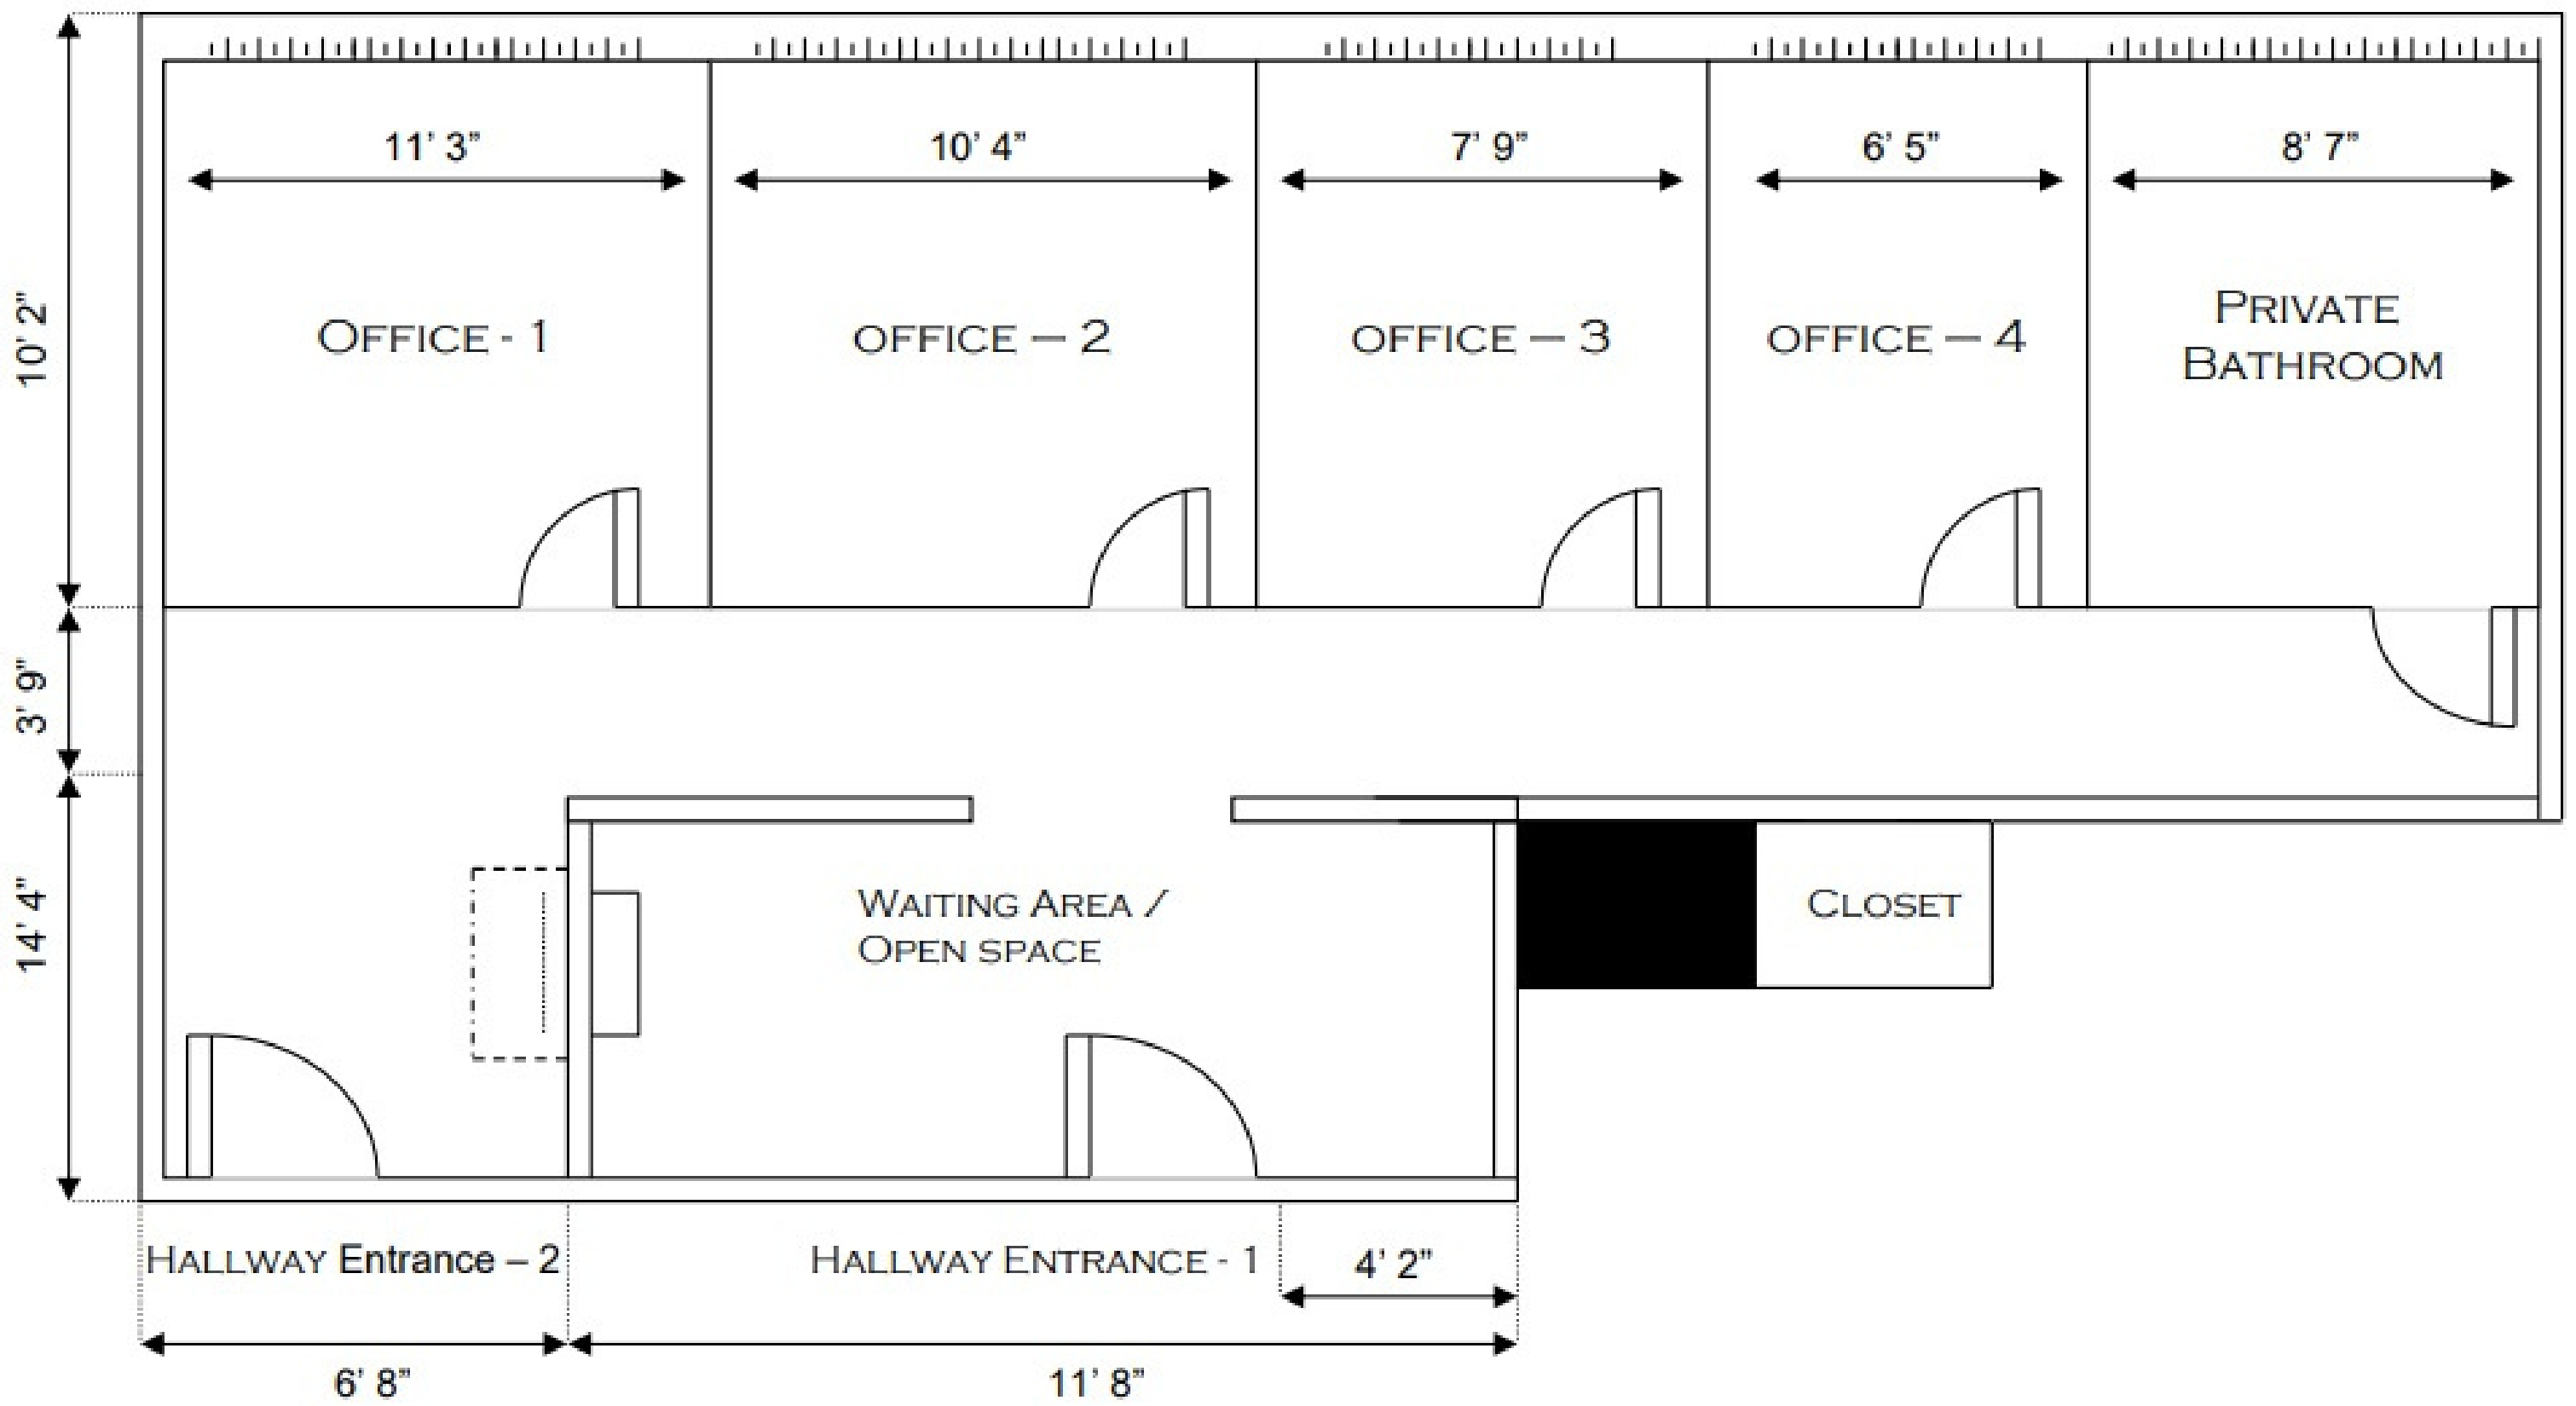 11’ 3”
10’ 4”
7’ 9”
6’ 5”
8’ 7”
10’ 2”
OFFICE - 1
OFFICE – 2
OFFICE – 3
OFFICE – 4
PRIVATE
BATHROOM
3’ 9”
14’ 4”
WAITING AREA /
OPEN SPACE
CLOSET
HALLWAY Entrance – 2
HALLWAY ENTRANCE - 1
4’ 2”
6’ 8”
11’ 8”